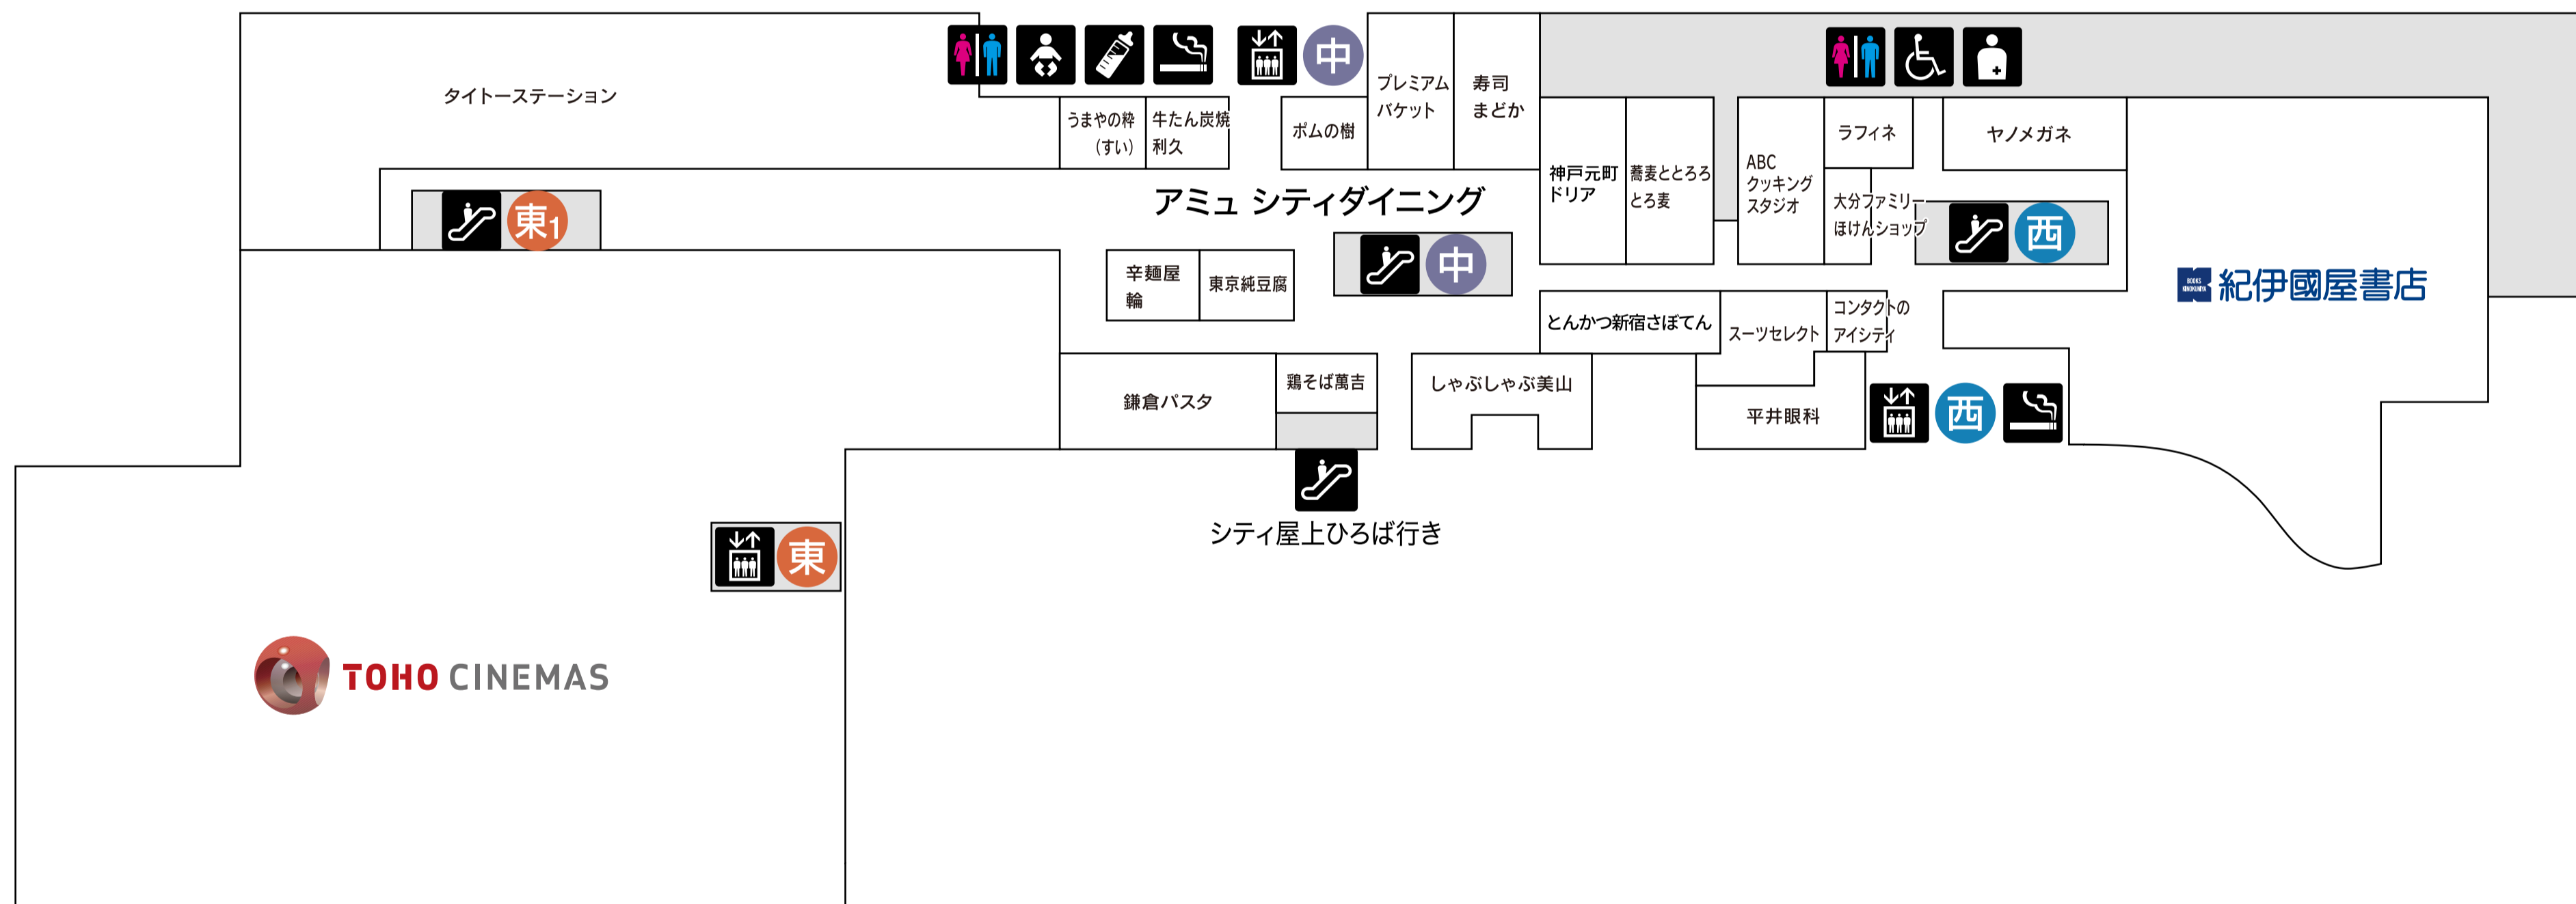 タイトーステーション
中
プレミアム
バケット
寿司
まどか
うまやの粋
（すい）
牛たん炭焼
利久
ポムの樹
神戸元町
ドリア
蕎麦ととろろ
とろ麦
ABC
クッキング
スタジオ
ラフィネ
ヤノメガネ
大分ファミリー
ほけんショップ
東1
アミュ シティダイニング
中
西
辛麺屋
輪
東京純豆腐
BOOKS
KINOKUNIYA
紀伊國屋書店
とんかつ新宿さぼてん
スーツセレクト
コンタクトの
アイシティ
鎌倉パスタ
鶏そば萬吉
しゃぶしゃぶ美山
平井眼科
西
シティ屋上ひろば行き
東
TOHO CINEMAS